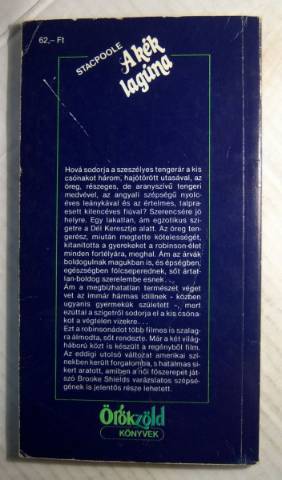 62,– Ft
STACPOOLE
A kék
lagúna
Hová sodorja a szeszélyes tengerár a kis
csónakot három, hajótörött utasával, az
öreg, részeges, de aranyszívű tengeri
medvével, az angyali szépségű nyolc-
éves leánykával és az értelmes, talpra-
esett kilencéves fiúval? Szerencsére jó
helyre. Egy lakatlan, ám egzotikus szi-
getre a Dél Keresztje alatt. Az öreg ten-
gerész, miután megtette kötelességét,
kitanította a gyerekeket a robinson-élet
minden fortélyára, meghal. Ám az árvák
boldogulnak magukban is, és épségben,
egészségben fölcseperednek, sőt ártat-
lan-boldog szerelembe esnek...
Ám a megbízhatatlan természet véget
vet az immár hármas idillnek - közben
ugyanis gyermekük született -, mert
ezúttal a szigetről sodorja el a kis csóna-
kot a végtelen vizekre.
Ezt a robinsonádot több filmes is szalag-
ra álmodta, sőt rendezte. Már a két világ-
háború közt is készült a regényből film.
Az eddigi utolsó változat amerikai szí-
nekben került forgalomba, s hatalmas si-
kert aratott, amiben a női főszerepet ját-
szó Brooke Shields varázslatos szépsé-
gének is jelentős része lehetett.
Örökzöld
KÖNYVEK